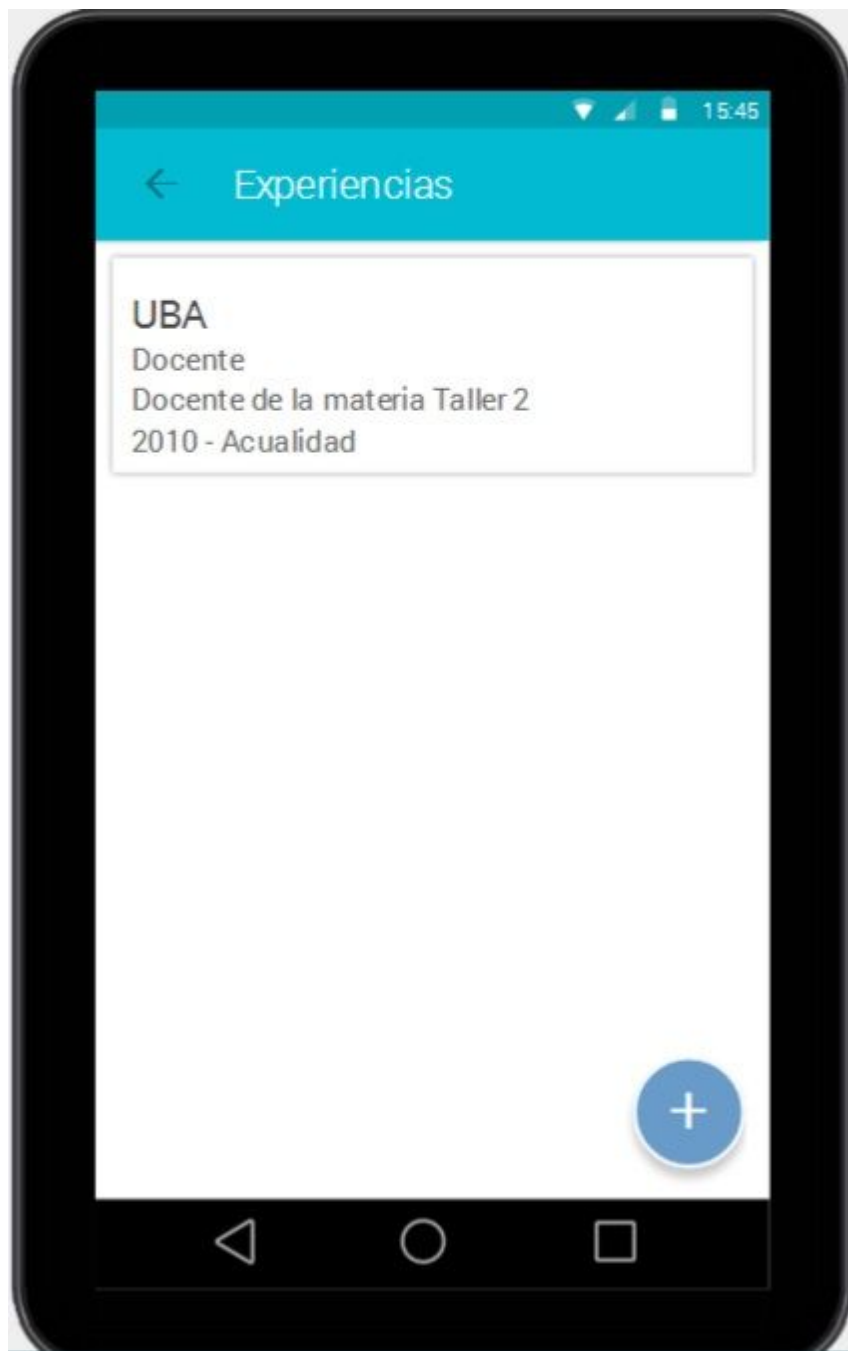 15:45
Experiencias
UBA
Docente
Docente de la materia Taller 2
2010 - Acualidad